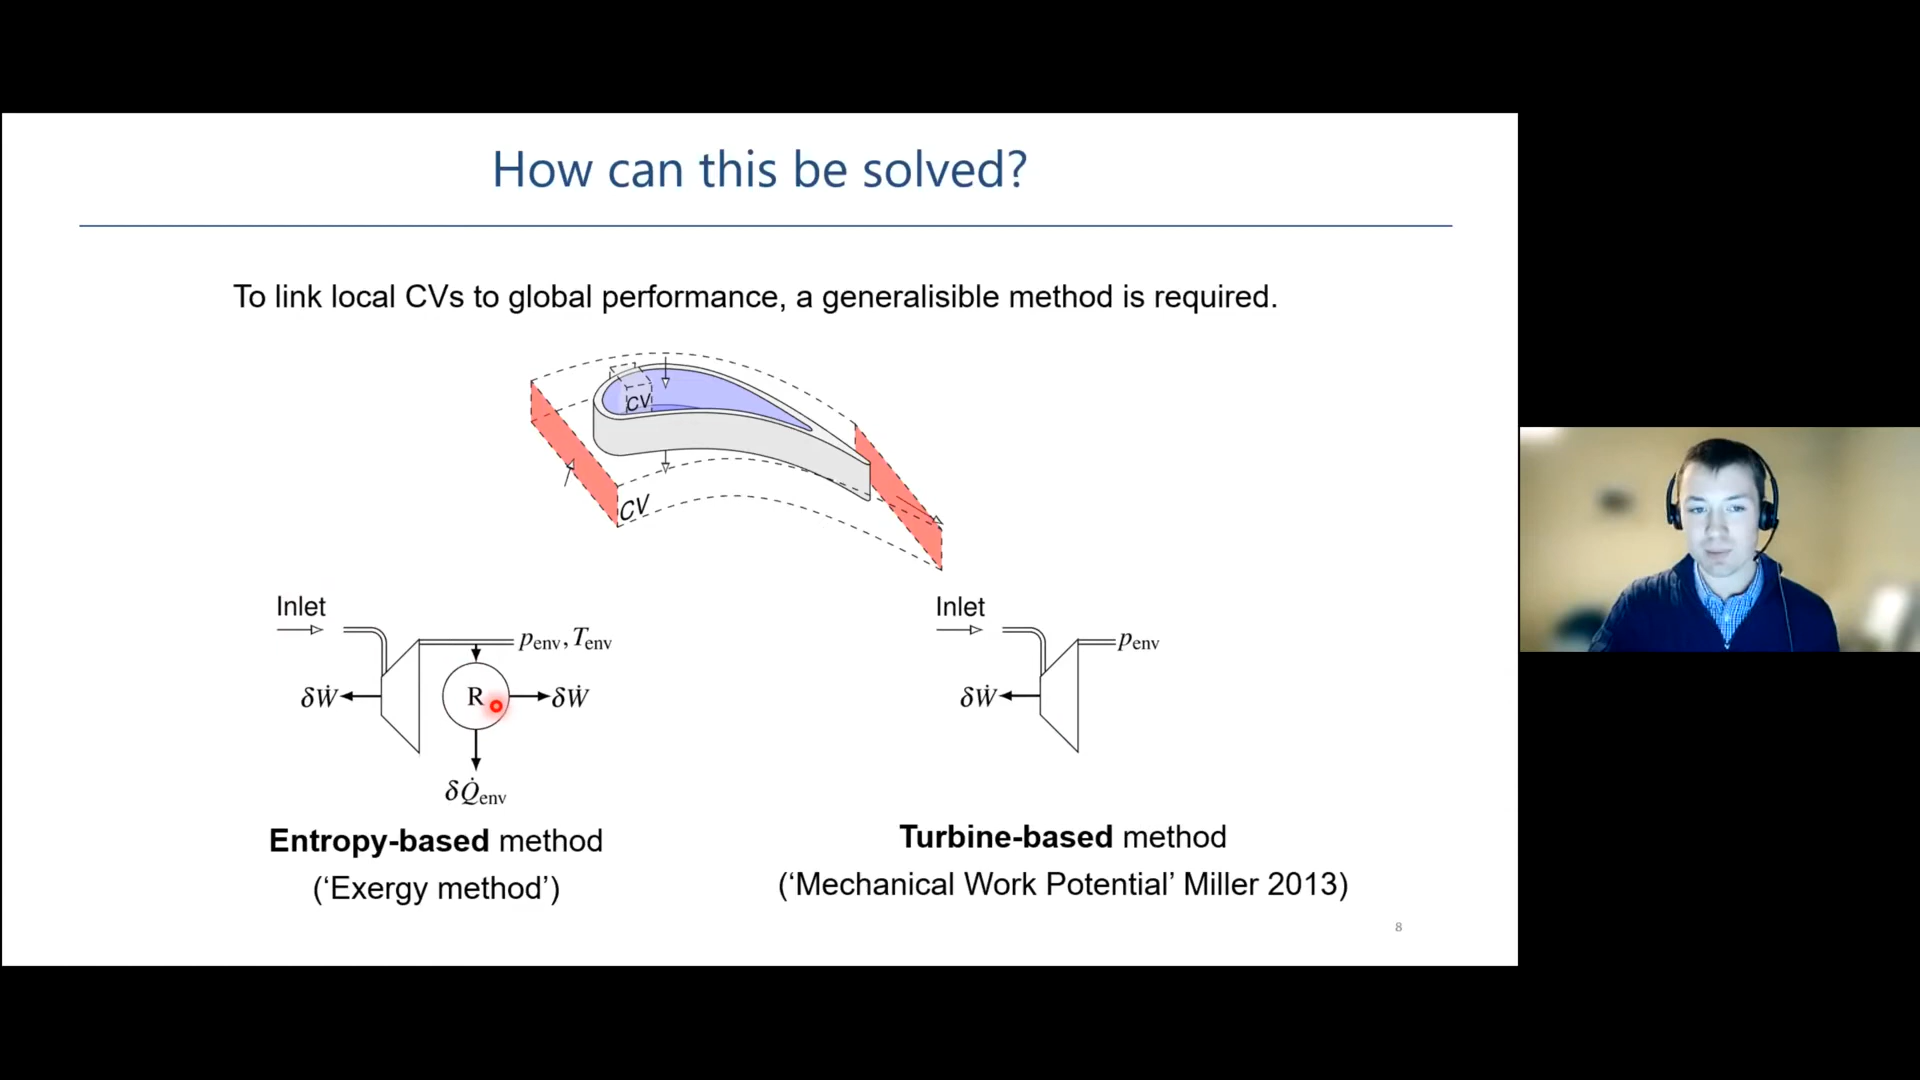 How can this be solved?
To link local CVs to global performance, a generalisible method is required.
CV
CV
Inlet
p_env, T_env
δẆ
R
δẆ
δQ̇_env
Entropy-based method
(‘Exergy method’)
Inlet
p_env
δẆ
Turbine-based method
(‘Mechanical Work Potential’ Miller 2013)
8